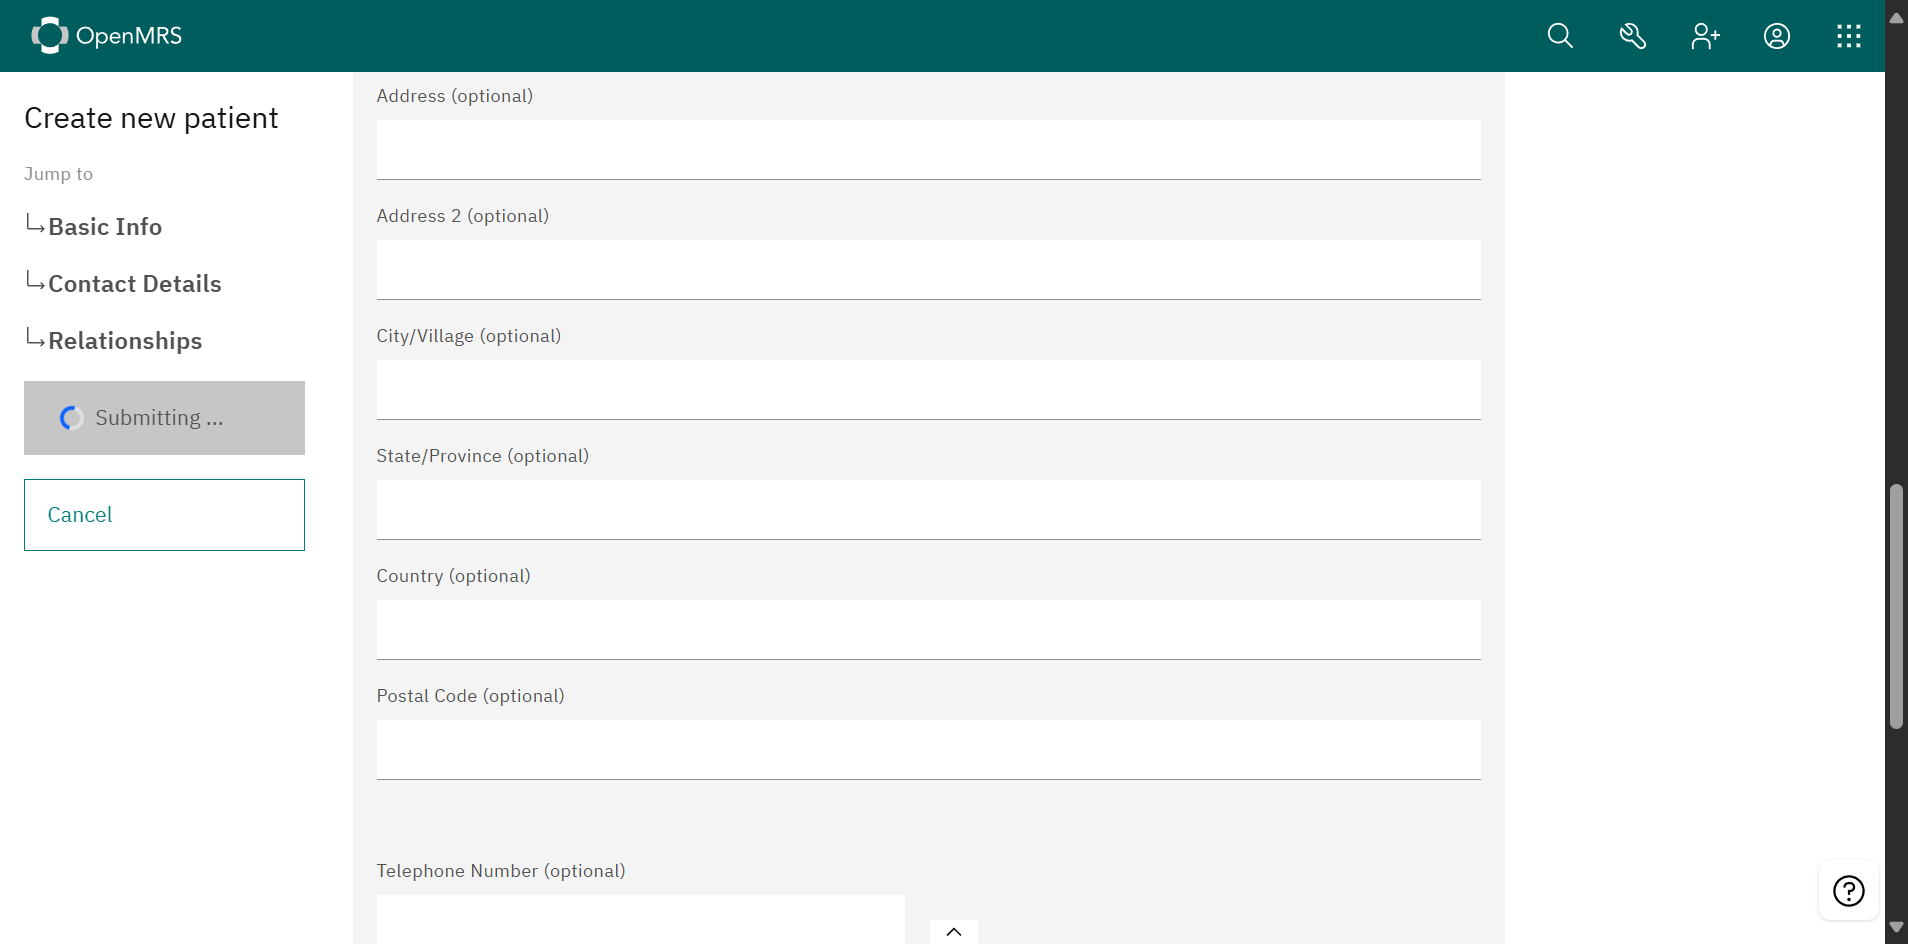 OpenMRS
Create new patient
Jump to
Basic Info
Contact Details
Relationships
Submitting ...
Cancel
Address (optional)
Address 2 (optional)
City/Village (optional)
State/Province (optional)
Country (optional)
Postal Code (optional)
Telephone Number (optional)